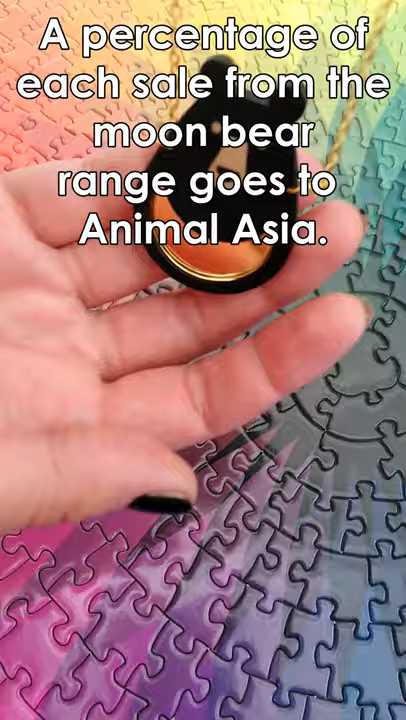 A percentage of
each sale from the
moon bear
range goes to
Animal Asia.